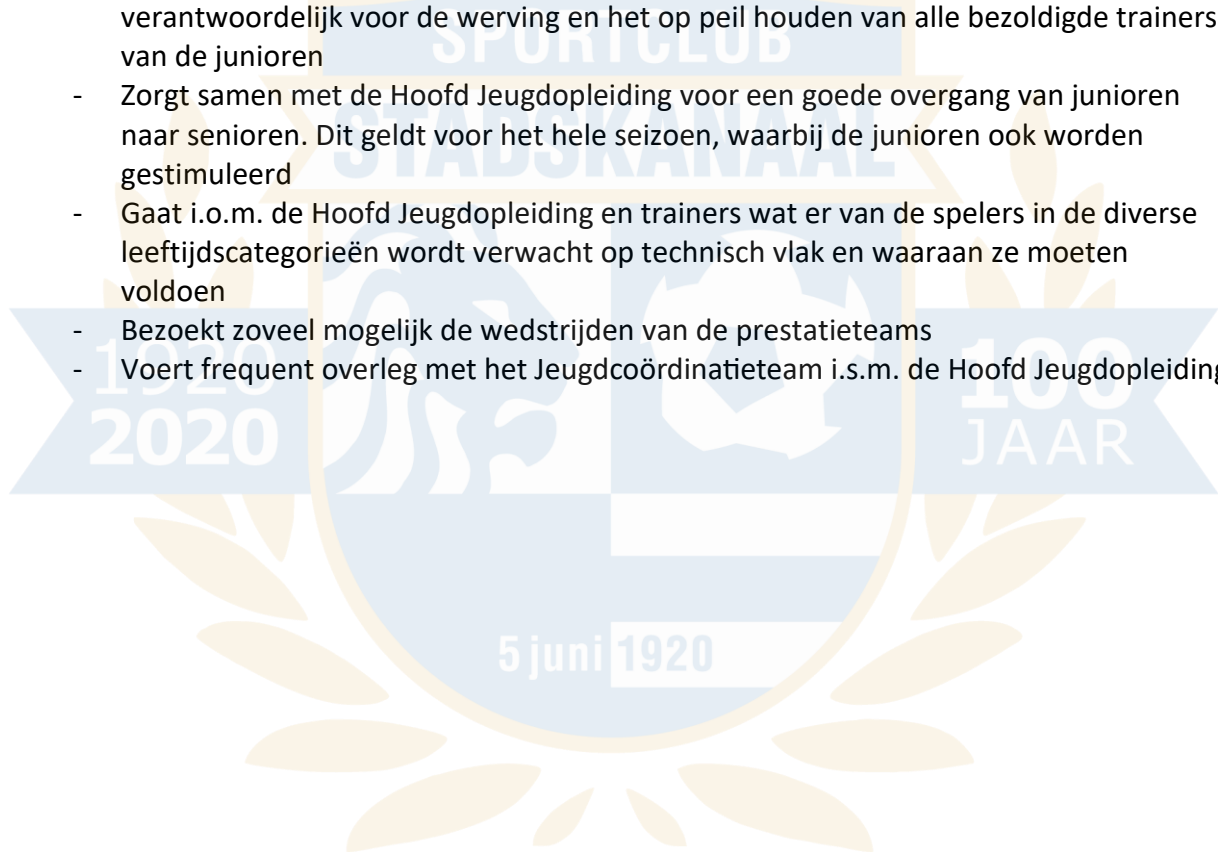 verantwoordelijk voor de werving en het op peil houden van alle bezoldigde trainers
van de junioren
- Zorgt samen met de Hoofd Jeugdopleiding voor een goede overgang van junioren
naar senioren. Dit geldt voor het hele seizoen, waarbij de junioren ook worden
gestimuleerd
- Gaat i.o.m. de Hoofd Jeugdopleiding en trainers wat er van de spelers in de diverse
leeftijdscategorieën wordt verwacht op technisch vlak en waaraan ze moeten
voldoen
- Bezoekt zoveel mogelijk de wedstrijden van de prestatieteams
- Voert frequent overleg met het Jeugdcoördinatieteam i.s.m. de Hoofd Jeugdopleiding
SPORTCLUB
STADSKANAAL
1920
2020
100
JAAR
5 juni 1920